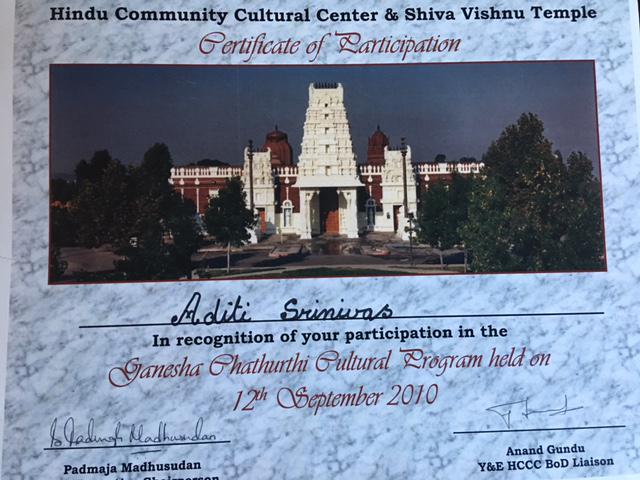 Hindu Community Cultural Center & Shiva Vishnu Temple
Certificate of Participation
Aditi Srinivas
In recognition of your participation in the
Ganesha Chathurthi Cultural Program held on
12th September 2010
Padmaja Madhusudan
Anand Gundu
Padmaja Madhusudan
Y&E HCCC BoD Liaison
Chairperson